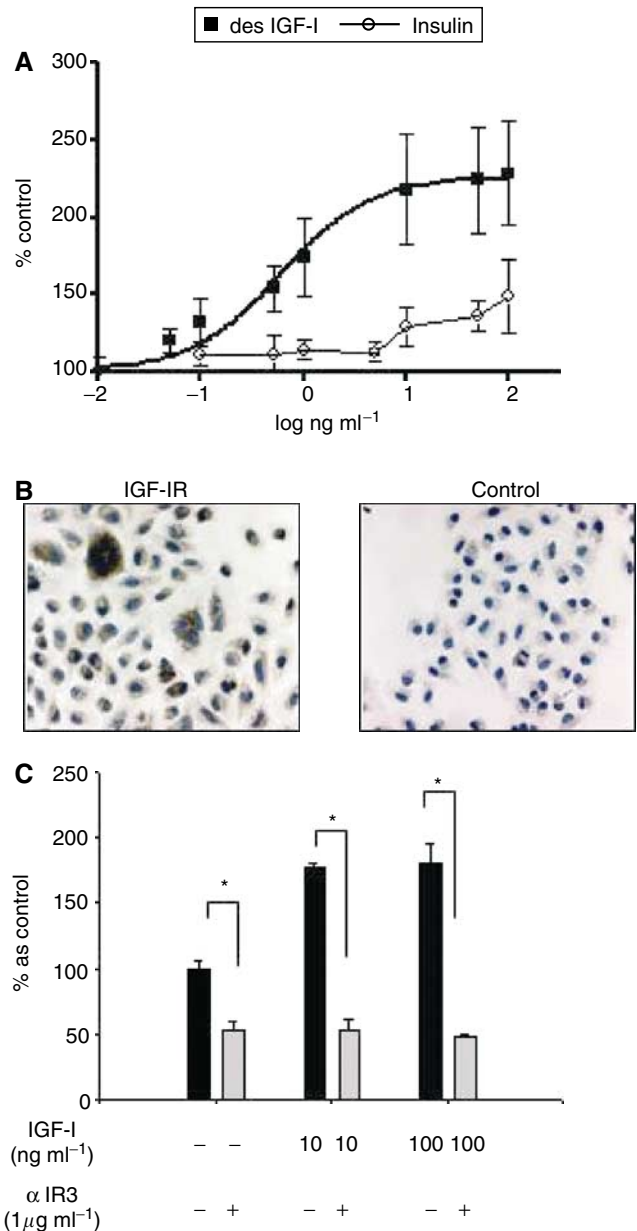 des IGF-I Insulin
A
300
250
200
150
100
% control
−2 −1 0 1 2
log ng ml−1
B
IGF-IR Control
C
250
200
150
100
50
0
% as control
* * *
IGF-I (ng ml−1) − − 10 10 100 100
α IR3 (1µg ml−1) − + − + − +